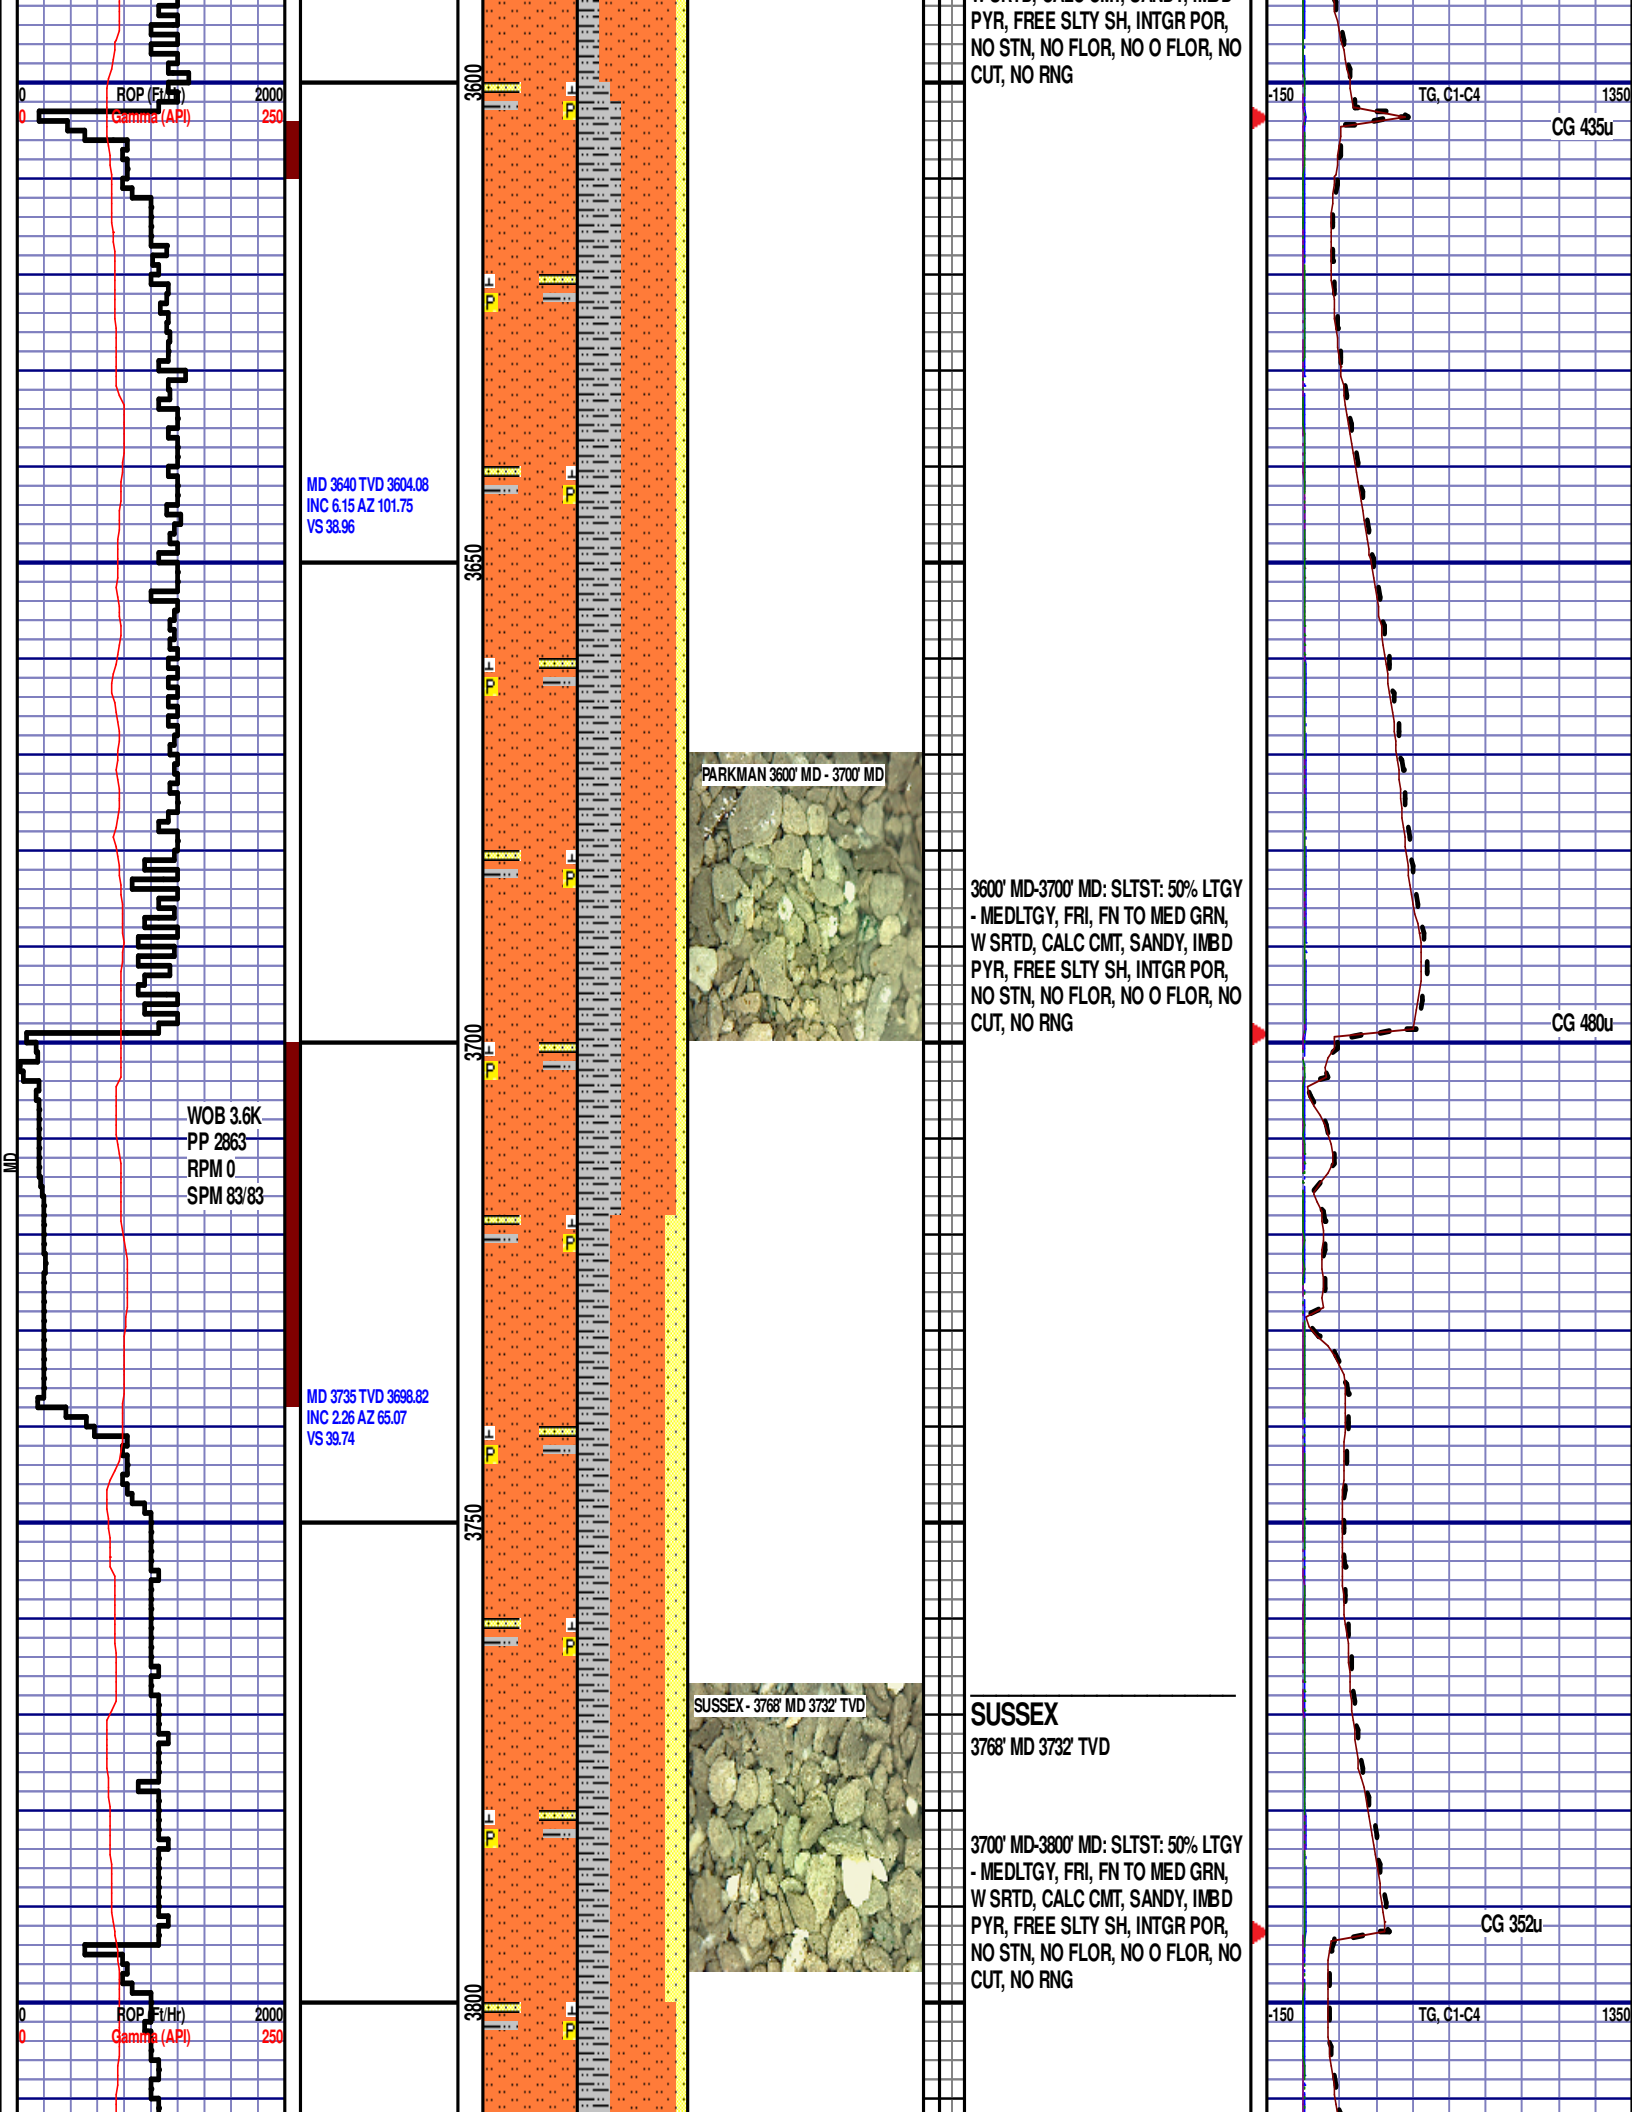 PYR, FREE SLTY SH, INTGR POR,
NO STN, NO FLOR, NO O FLOR, NO
CUT, NO RNG
3600
0 ROP (Ft/Hr) 2000
0 Gamma (API) 250
-150 TG, C1-C4 1350
CG 435u
MD 3640 TVD 3604.08
INC 6.15 AZ 101.75
VS 38.96
3650
PARKMAN 3600' MD - 3700' MD
3600' MD-3700' MD: SLTST: 50% LTGY
- MEDLTGY, FRI, FN TO MED GRN,
W SRTD, CALC CMT, SANDY, IMBD
PYR, FREE SLTY SH, INTGR POR,
NO STN, NO FLOR, NO O FLOR, NO
CUT, NO RNG
CG 480u
3700
MD
WOB 3.6K
PP 2863
RPM 0
SPM 83/83
MD 3735 TVD 3698.82
INC 2.26 AZ 65.07
VS 39.74
3750
SUSSEX - 3768' MD 3732' TVD
SUSSEX
3768' MD 3732' TVD
3700' MD-3800' MD: SLTST: 50% LTGY
- MEDLTGY, FRI, FN TO MED GRN,
W SRTD, CALC CMT, SANDY, IMBD
PYR, FREE SLTY SH, INTGR POR,
NO STN, NO FLOR, NO O FLOR, NO
CUT, NO RNG
CG 352u
3800
0 ROP (Ft/Hr) 2000
0 Gamma (API) 250
-150 TG, C1-C4 1350
P
P
P
P
P
P
P
P
P
P
P